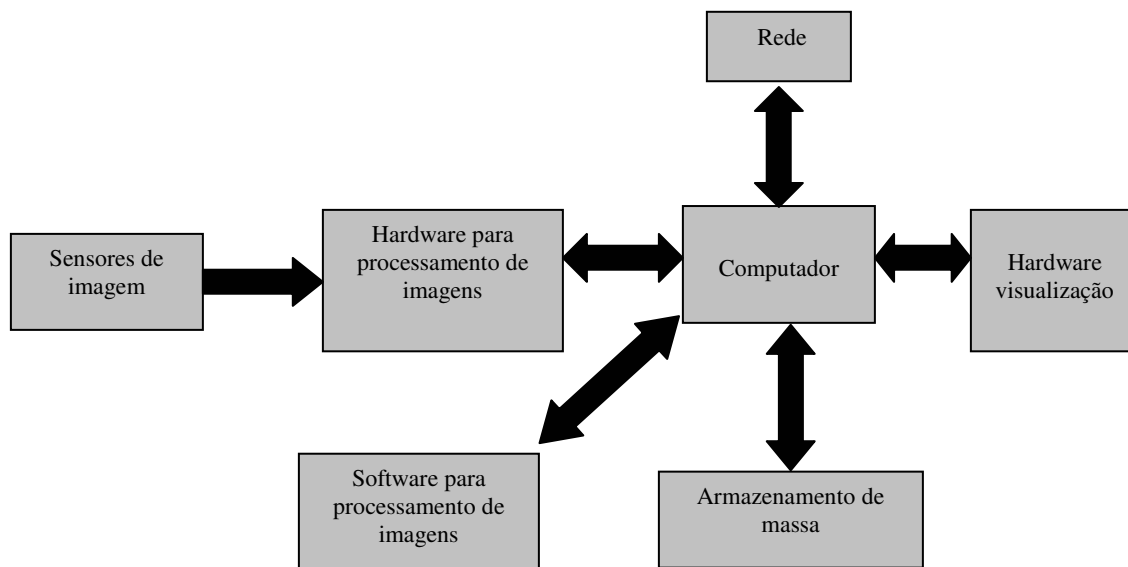 Rede
Sensores de
imagem
Hardware para
processamento de
imagens
Computador
Hardware
visualização
Software para
processamento de
imagens
Armazenamento de
massa